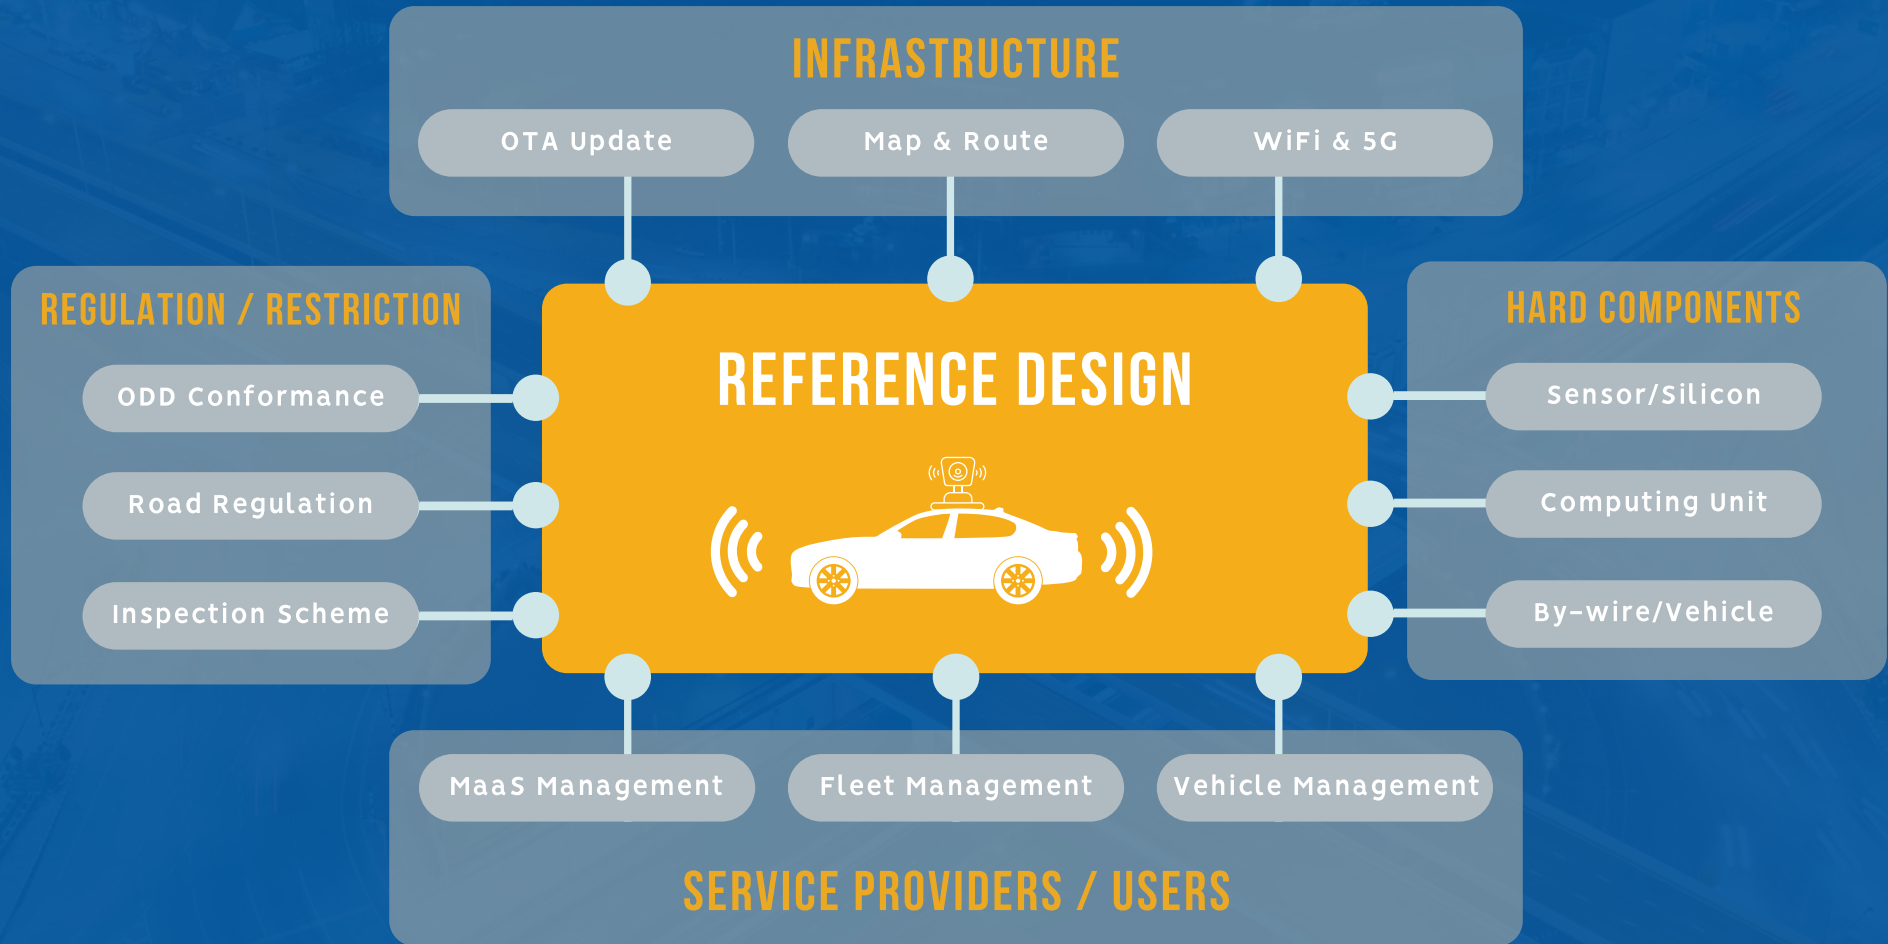 INFRASTRUCTURE
OTA Update
Map & Route
WiFi & 5G
REGULATION / RESTRICTION
ODD Conformance
Road Regulation
Inspection Scheme
REFERENCE DESIGN
HARD COMPONENTS
Sensor/Silicon
Computing Unit
By-wire/Vehicle
MaaS Management
Fleet Management
Vehicle Management
SERVICE PROVIDERS / USERS